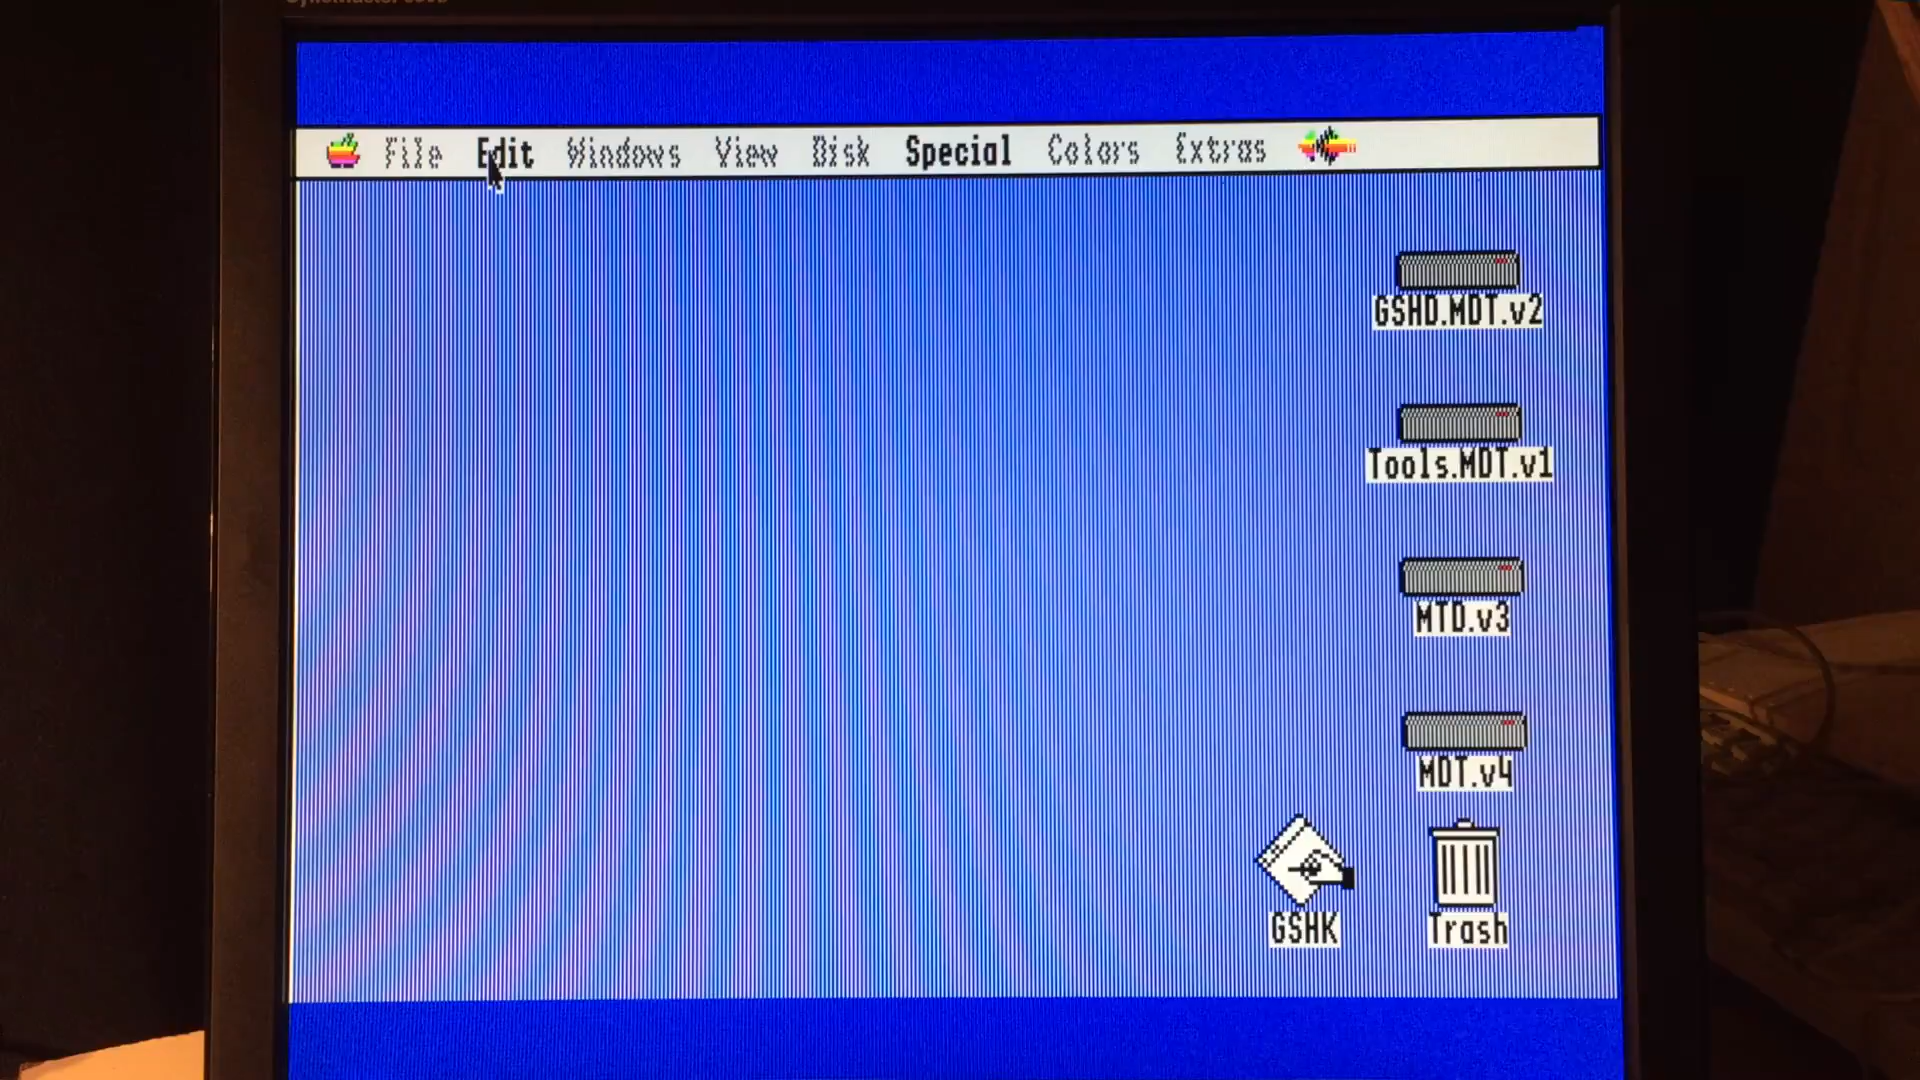 File Edit Windows View Disk Special Colors Extras
GSHD.MDT.v2
Tools.MDT.v1
MTD.v3
MDT.v4
GSHK Trash